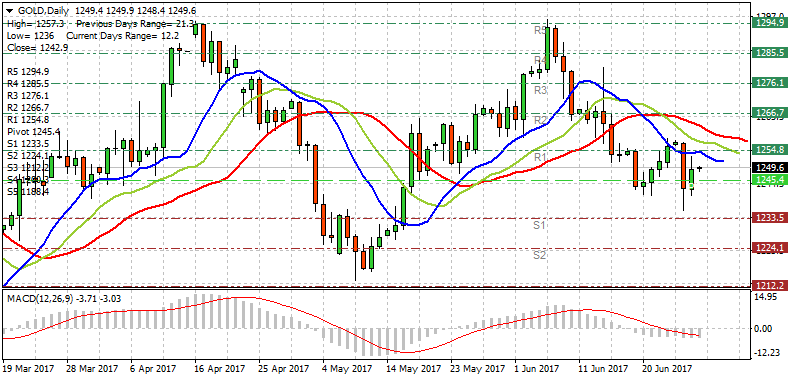 GOLD,Daily 1249.4 1249.9 1248.4 1249.6
High= 1257.3 Previous Days Range= 21.3
Low= 1236 Current Days Range= 12.2
Close= 1242.9
R5 1294.9
R4 1285.5
R3 1276.1
R2 1266.7
R1 1254.8
Pivot 1245.4
S1 1233.5
S2 1224.1
S3 1212.2
S5 1188.4
R5
R4
R3
R2
R1
S1
S2
1294.9
1285.5
1276.1
1266.7
1254.8
1249.6
1245.4
1233.5
1224.1
1212.2
MACD(12,26,9) -3.71 -3.03
14.95
0.00
-12.23
19 Mar 2017
28 Mar 2017
6 Apr 2017
16 Apr 2017
25 Apr 2017
4 May 2017
14 May 2017
23 May 2017
1 Jun 2017
11 Jun 2017
20 Jun 2017